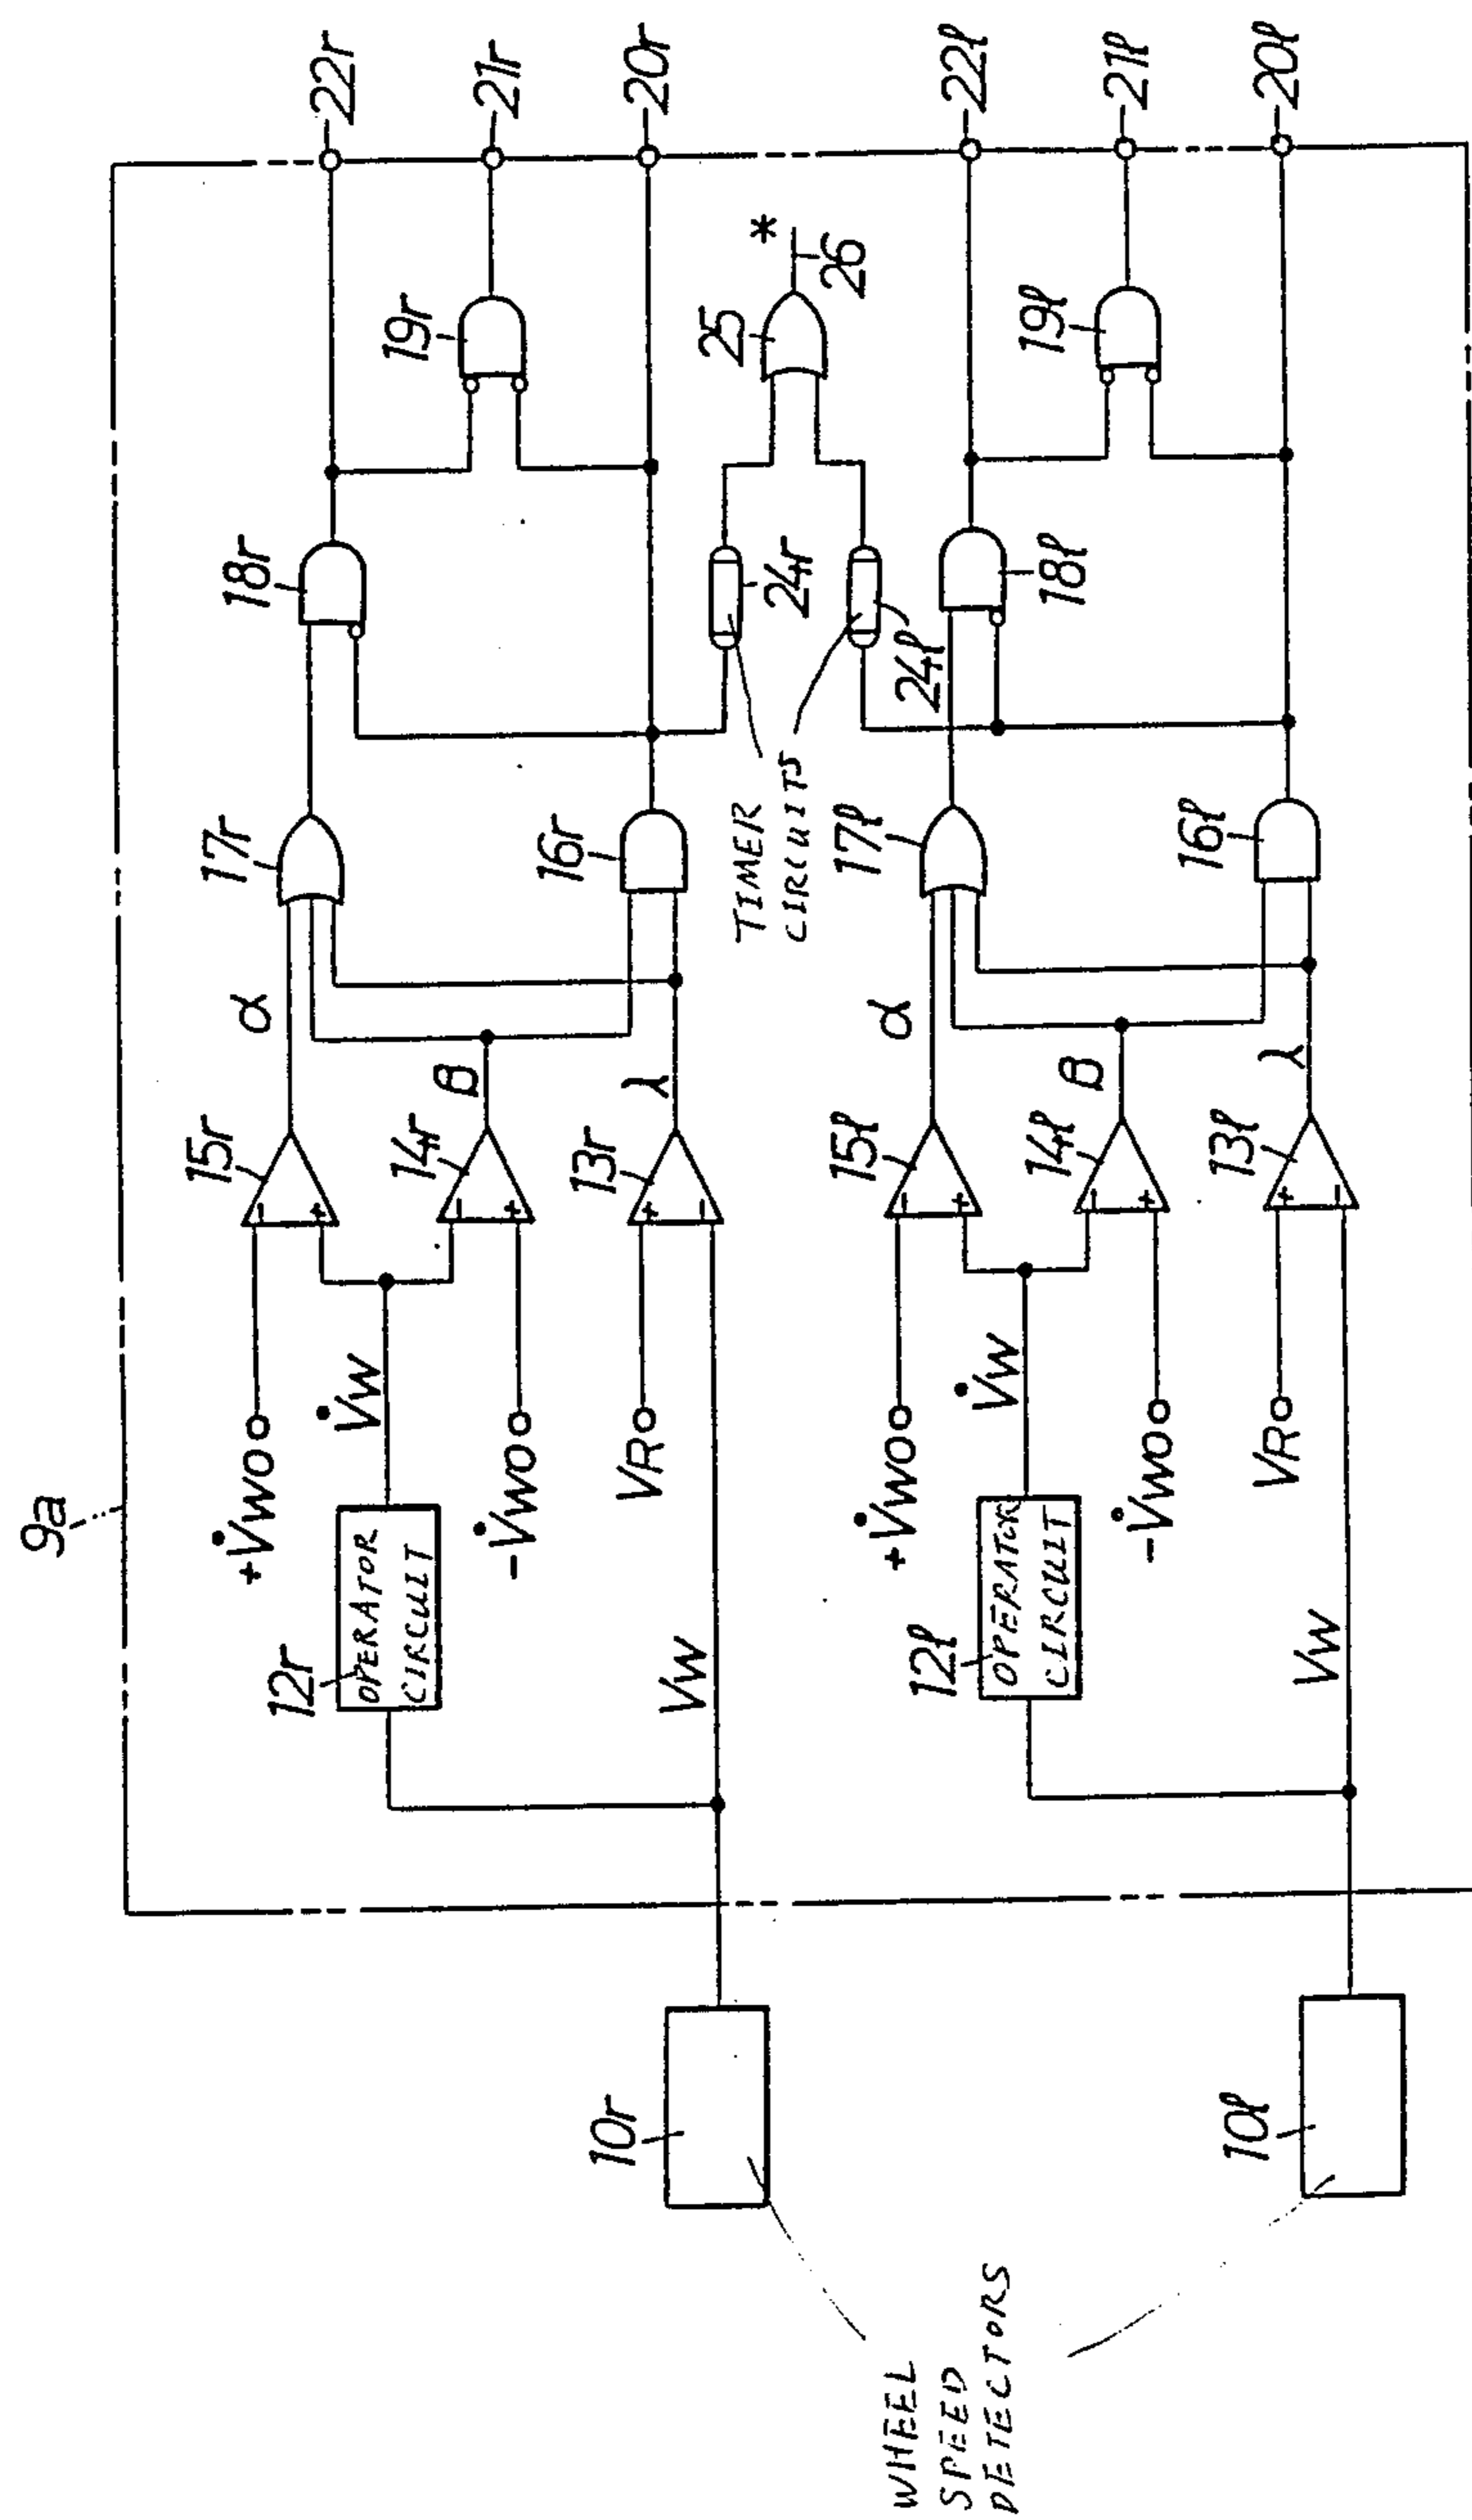 9a
10r
10ℓ
WHEEL
SPEED
DETECTORS
12r
OPERATOR
CIRCUIT
+V̇wo
V̇w
-V̇wo
VR
Vw
15r
14r
13r
α
β
λ
17r
16r
18r
19r
22r
21r
20r
TIMER
CIRCUITS
24r
24ℓ
25
*
26
12ℓ
OPERATOR
CIRCUIT
+V̇wo
V̇w
-V̇wo
VR
Vw
15ℓ
14ℓ
13ℓ
α
β
λ
17ℓ
16ℓ
18ℓ
19ℓ
22ℓ
21ℓ
20ℓ